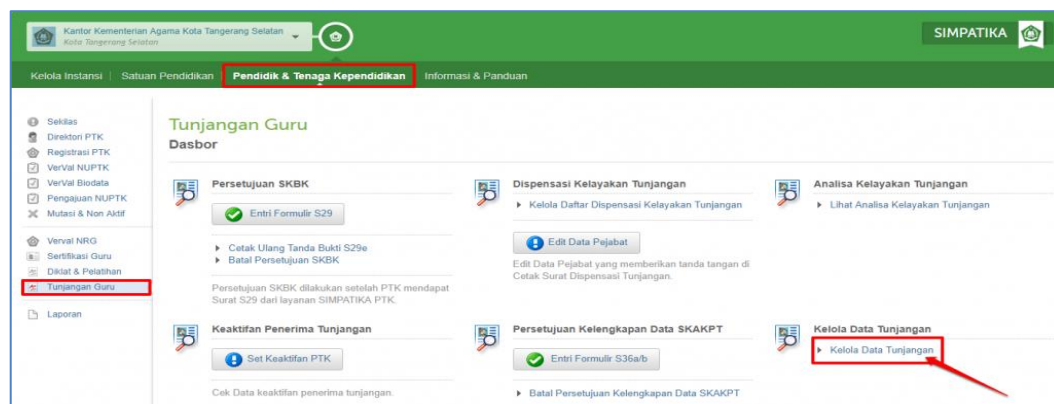 Kantor Kementerian Agama Kota Tangerang Selatan
Kota Tangerang Selatan
SIMPATIKA
Kelola Instansi | Satuan Pendidikan | Pendidik & Tenaga Kependidikan | Informasi & Panduan
Sekilas
Direktori PTK
Registrasi PTK
VerVal NUPTK
VerVal Biodata
Pengajuan NUPTK
Mutasi & Non Aktif
Verval NRG
Sertifikasi Guru
Diklat & Pelatihan
Tunjangan Guru
Laporan
Tunjangan Guru
Dasbor
Persetujuan SKBK
Entri Formulir S29
Cetak Ulang Tanda Bukti S29e
Batal Persetujuan SKBK
Persetujuan SKBK dilakukan setelah PTK mendapat
Surat S29 dari layanan SIMPATIKA PTK.
Dispensasi Kelayakan Tunjangan
Kelola Daftar Dispensasi Kelayakan Tunjangan
Edit Data Pejabat
Edit Data Pejabat yang memberikan tanda tangan di
Cetak Surat Dispensasi Tunjangan.
Analisa Kelayakan Tunjangan
Lihat Analisa Kelayakan Tunjangan
Keaktifan Penerima Tunjangan
Set Keaktifan PTK
Cek Data keaktifan penerima tunjangan.
Persetujuan Kelengkapan Data SKAKPT
Entri Formulir S36a/b
Batal Persetujuan Kelengkapan Data SKAKPT
Kelola Data Tunjangan
Kelola Data Tunjangan